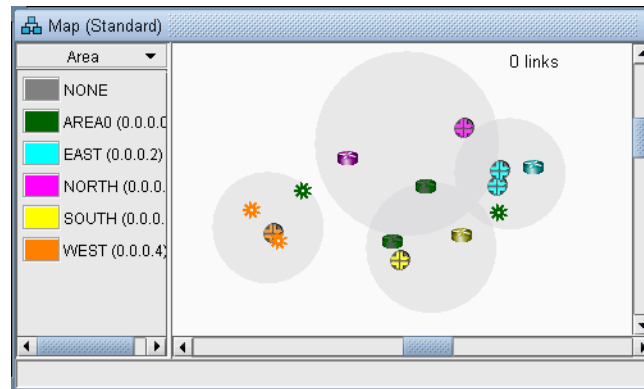 Map (Standard)
Area
0 links
NONE
AREA0 (0.0.0.0
EAST (0.0.0.2)
NORTH (0.0.0.
SOUTH (0.0.0.
WEST (0.0.0.4)